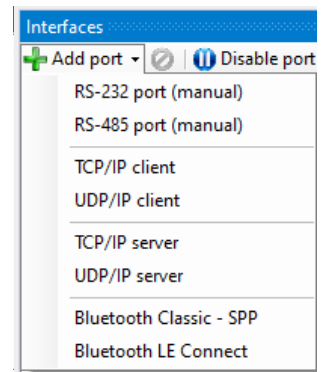 Interfaces
Add port Disable port
RS-232 port (manual)
RS-485 port (manual)
TCP/IP client
UDP/IP client
TCP/IP server
UDP/IP server
Bluetooth Classic - SPP
Bluetooth LE Connect